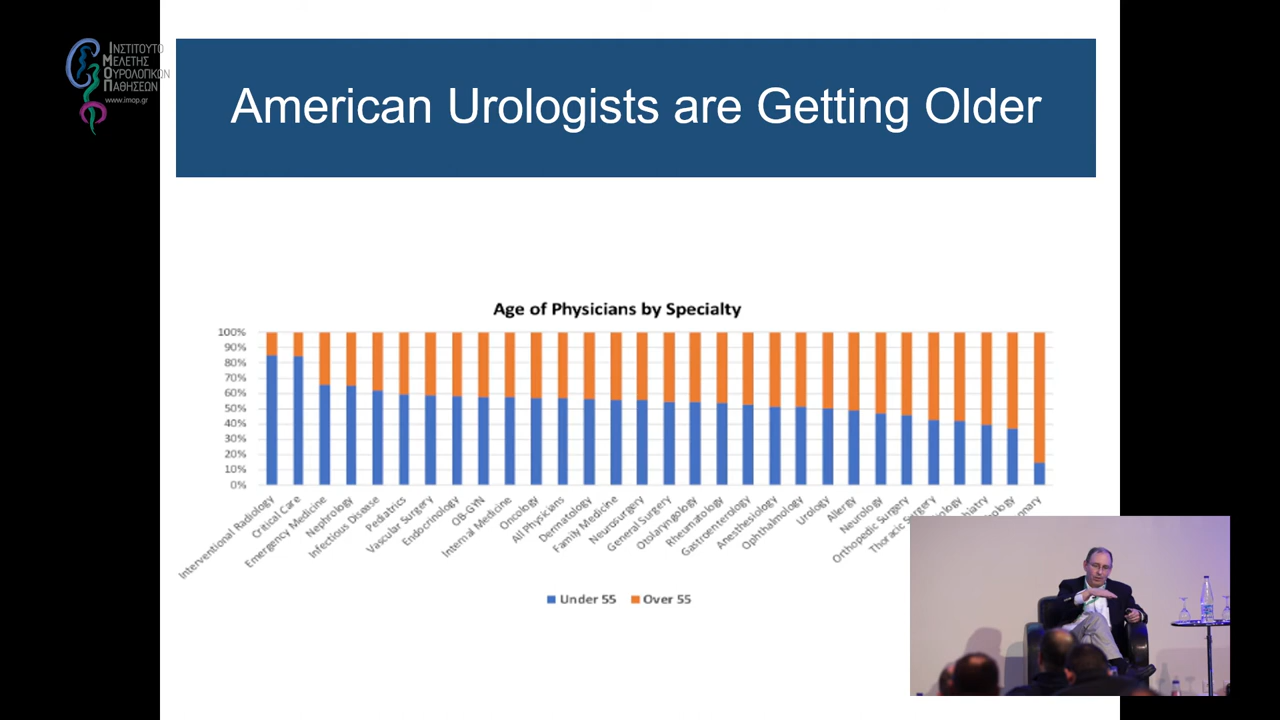 ΙΝΣΤΙΤΟΥΤΟ
ΜΕΛΕΤΗΣ
ΟΥΡΟΛΟΓΙΚΩΝ
ΠΑΘΗΣΕΩΝ
www.imop.gr
American Urologists are Getting Older
Age of Physicians by Specialty
100%
90%
80%
70%
60%
50%
40%
30%
20%
10%
0%
Interventional Radiology
Critical Care
Emergency Medicine
Nephrology
Infectious Disease
Pediatrics
Vascular Surgery
Endocrinology
OB-GYN
Internal Medicine
Oncology
All Physicians
Dermatology
Family Medicine
Neurosurgery
General Surgery
Otolaryngology
Rheumatology
Gastroenterology
Anesthesiology
Ophthalmology
Urology
Allergy
Neurology
Orthopedic Surgery
Thoracic Surgery
Under 55
Over 55